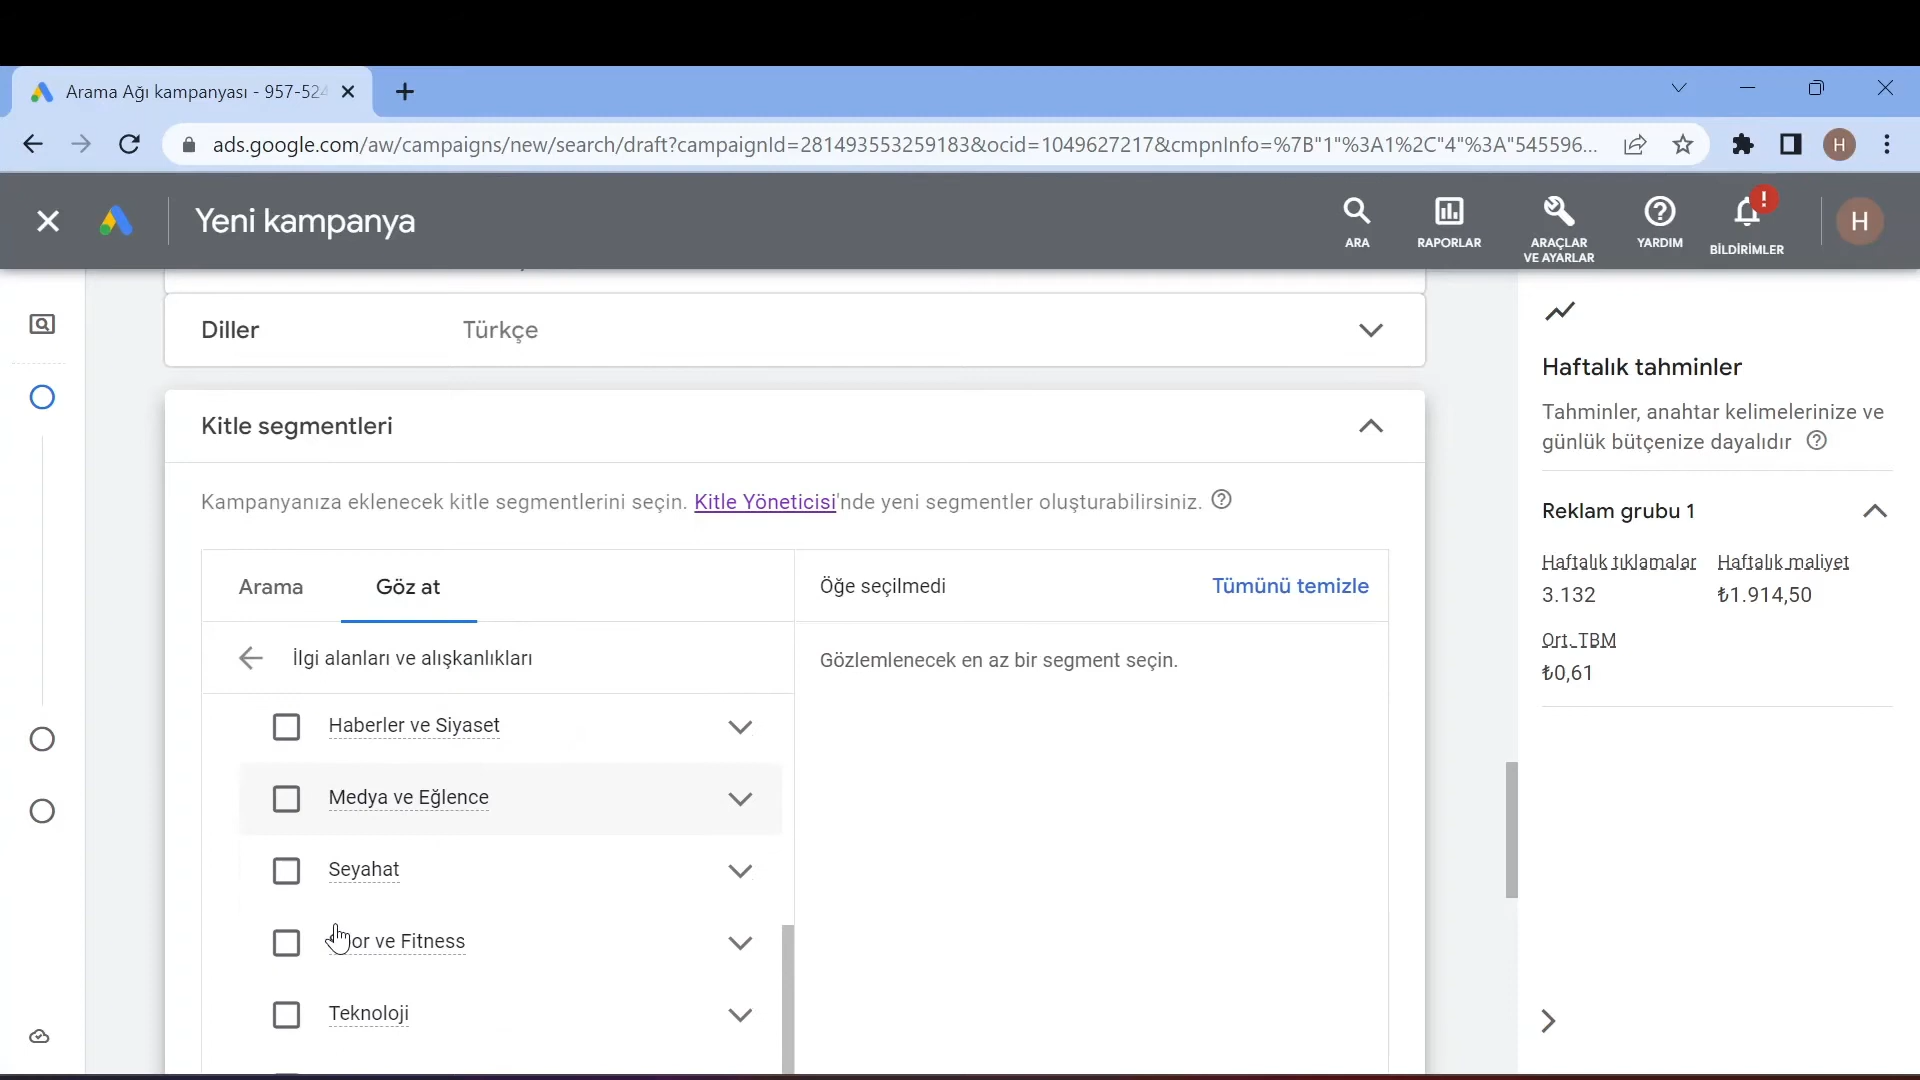 Arama Ağı kampanyası - 957-524
ads.google.com/aw/campaigns/new/search/draft?campaignId=281493553259183&ocid=1049627217&cmpnInfo=%7B"1"%3A1%2C"4"%3A"545596...
H
Yeni kampanya
ARA
RAPORLAR
ARAÇLAR
VE AYARLAR
YARDIM
BİLDİRİMLER
!
H
Diller
Türkçe
Kitle segmentleri
Kampanyanıza eklenecek kitle segmentlerini seçin. Kitle Yöneticisi'nde yeni segmentler oluşturabilirsiniz.
Arama
Göz at
Öğe seçilmedi
Tümünü temizle
İlgi alanları ve alışkanlıkları
Gözlemlenecek en az bir segment seçin.
Haberler ve Siyaset
Medya ve Eğlence
Seyahat
or ve Fitness
Teknoloji
Haftalık tahminler
Tahminler, anahtar kelimelerinize ve
günlük bütçenize dayalıdır
Reklam grubu 1
Haftalık tıklamalar Haftalık maliyet
3.132 ₺1.914,50
Ort. TBM
₺0,61